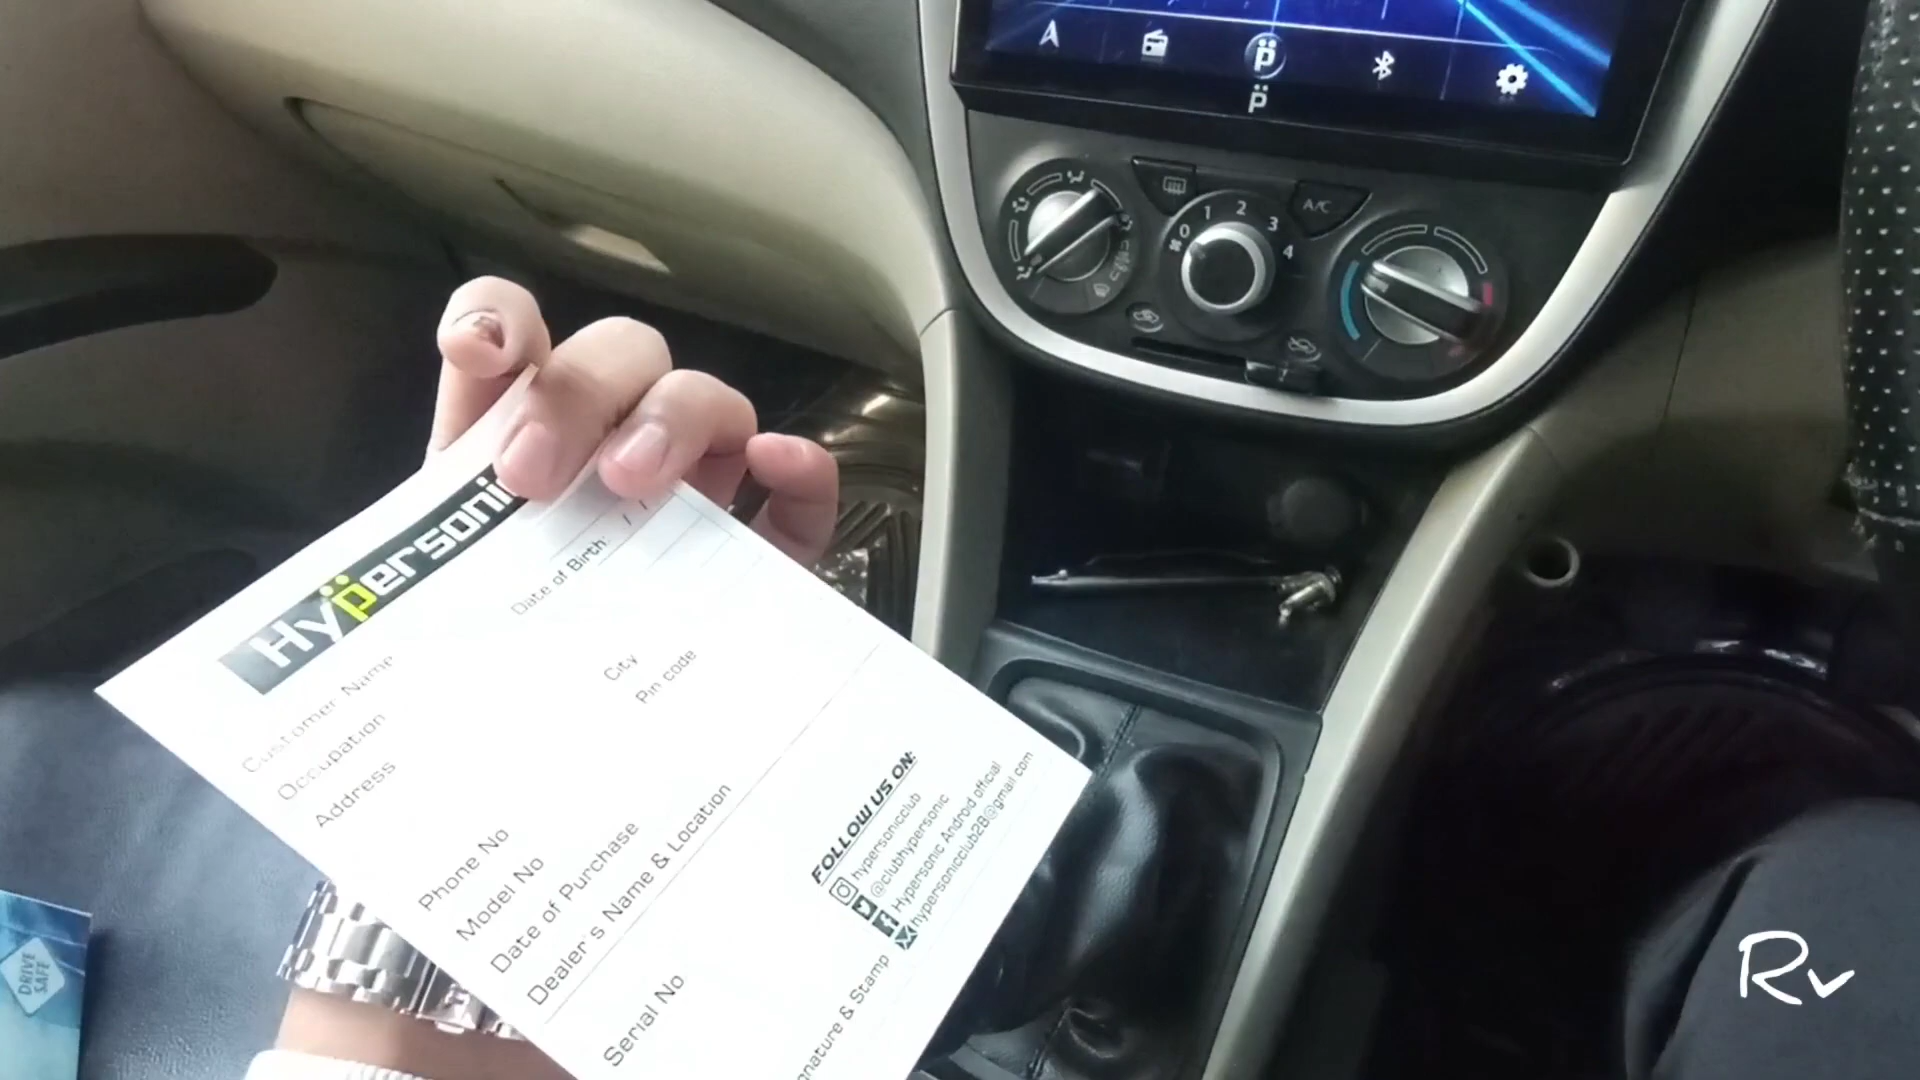 A/C
0 1 2 3 4
Hypersonic
Date of Birth: / /
Customer Name
Occupation
Address
City
Pin code
Phone No
Model No
Date of Purchase
Dealer's Name & Location
Serial No
FOLLOW US ON:
hypersonicclub
@clubhypersonic
Hypersonic Android official
hypersonicclub28@gmail.com
& Stamp
DRIVE
SAFE
Rv